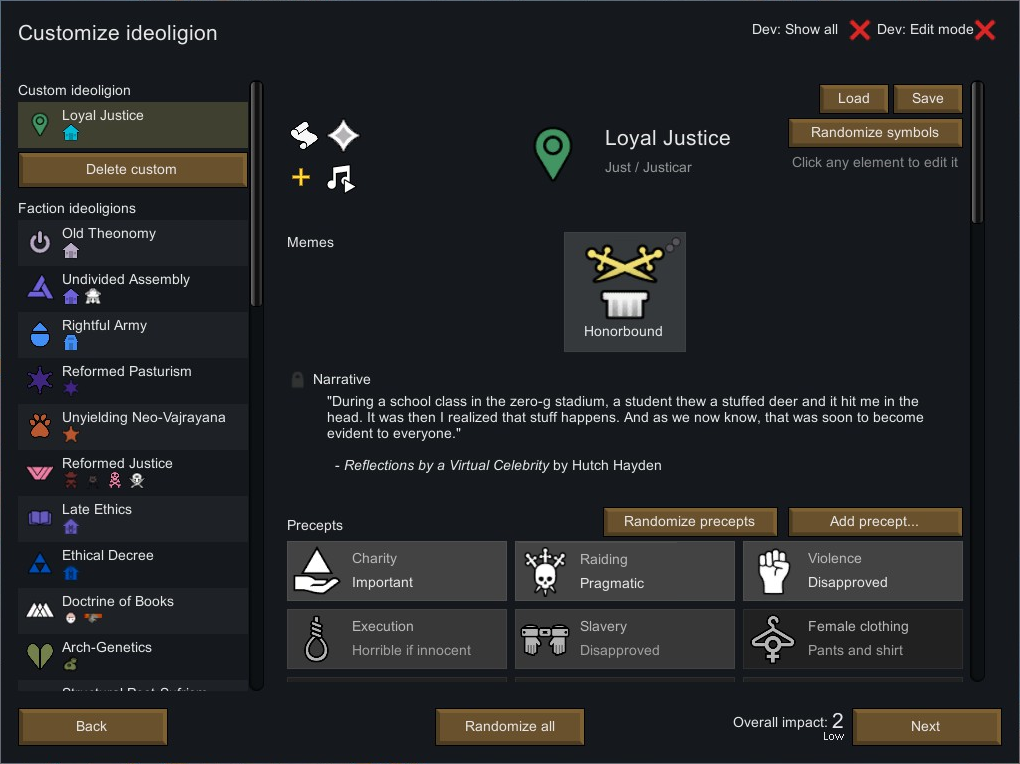 Customize ideoligion
Dev: Show all
Dev: Edit mode
Custom ideoligion
Loyal Justice
Delete custom
Faction ideoligions
Old Theonomy
Undivided Assembly
Rightful Army
Reformed Pasturism
Unyielding Neo-Vajrayana
Reformed Justice
Late Ethics
Ethical Decree
Doctrine of Books
Arch-Genetics
Load
Save
Randomize symbols
Click any element to edit it
Loyal Justice
Just / Justicar
Memes
Honorbound
Narrative
"During a school class in the zero-g stadium, a student thew a stuffed deer and it hit me in the
head. It was then I realized that stuff happens. And as we now know, that was soon to become
evident to everyone."
- Reflections by a Virtual Celebrity by Hutch Hayden
Precepts
Randomize precepts
Add precept...
Charity
Important
Raiding
Pragmatic
Violence
Disapproved
Execution
Horrible if innocent
Slavery
Disapproved
Female clothing
Pants and shirt
Back
Randomize all
Overall impact: 2
Low
Next